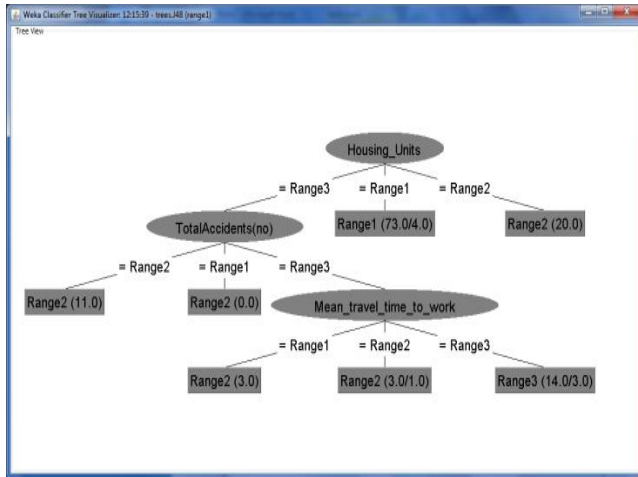 Weka Classifier Tree Visualizer: 12:15:39 - trees.J48 (range1)
Tree View
Housing_Units
= Range3 = Range1 = Range2
TotalAccidents(no) Range1 (73.0/4.0) Range2 (20.0)
= Range2 = Range1 = Range3
Range2 (11.0) Range2 (0.0) Mean_travel_time_to_work
= Range1 = Range2 = Range3
Range2 (3.0) Range2 (3.0/1.0) Range3 (14.0/3.0)